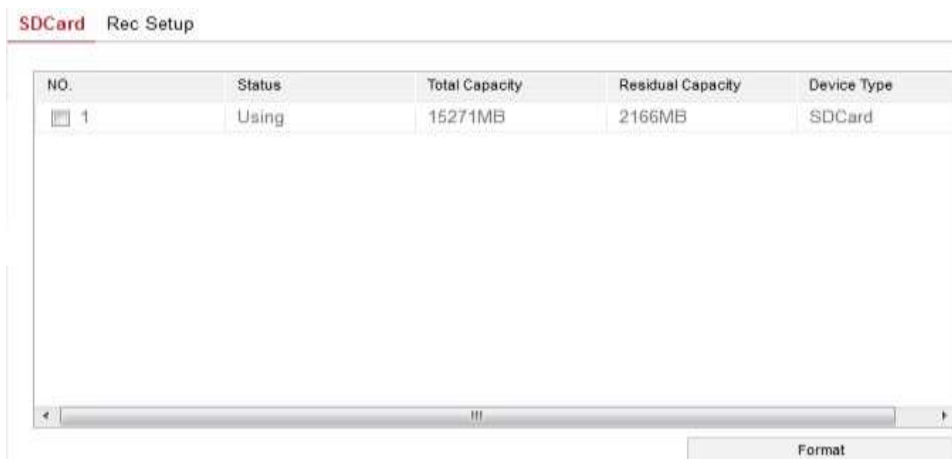 SDCard Rec Setup
NO. Status Total Capacity Residual Capacity Device Type
1 Using 15271MB 2166MB SDCard
Format